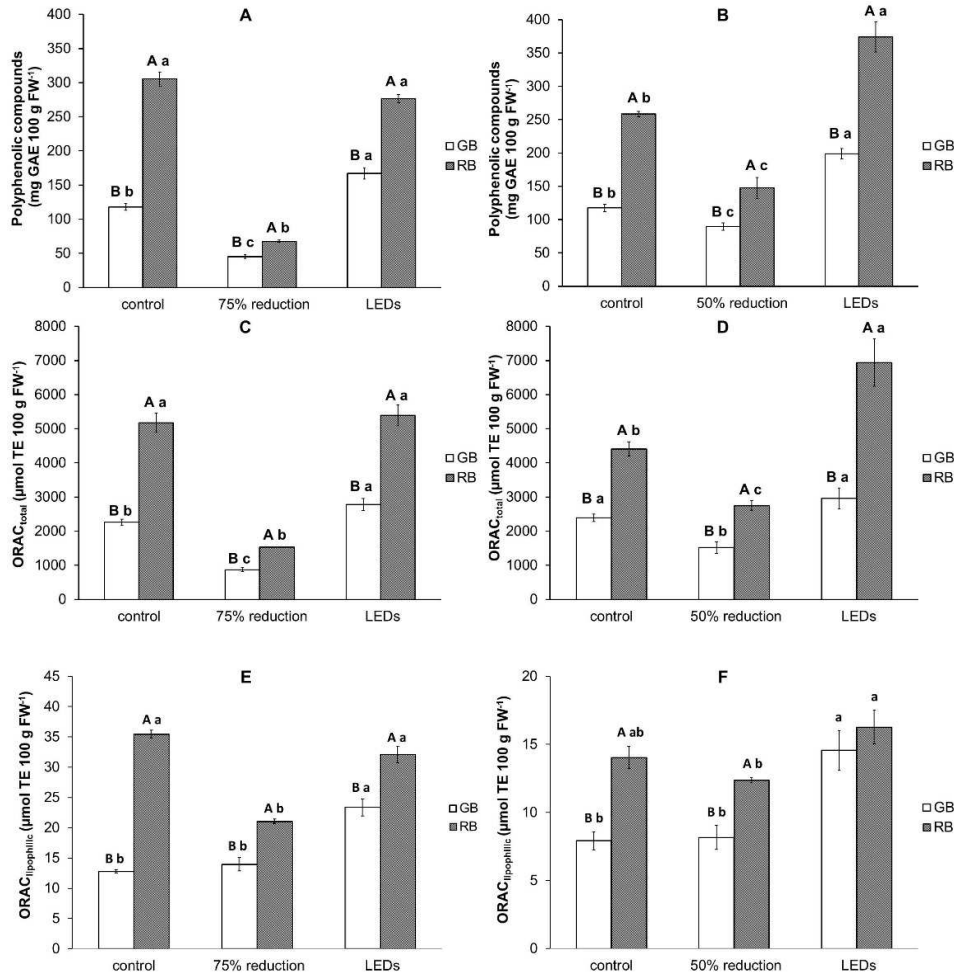 A
Polyphenolic compounds
(mg GAE 100 g FW⁻¹)
400
350
300
250
200
150
100
50
0
B b
A a
B c
A b
B a
A a
GB
RB
control
75% reduction
LEDs
B
Polyphenolic compounds
(mg GAE 100 g FW⁻¹)
400
350
300
250
200
150
100
50
0
B b
A b
B c
A c
B a
A a
GB
RB
control
50% reduction
LEDs
C
ORACtotal (μmol TE 100 g FW⁻¹)
8000
7000
6000
5000
4000
3000
2000
1000
0
B b
A a
B c
A b
B a
A a
GB
RB
control
75% reduction
LEDs
D
ORACtotal (μmol TE 100 g FW⁻¹)
8000
7000
6000
5000
4000
3000
2000
1000
0
B a
A b
B b
A c
B a
A a
GB
RB
control
50% reduction
LEDs
E
ORAClipophilic (μmol TE 100 g FW⁻¹)
45
40
35
30
25
20
15
10
5
0
B b
A a
B b
A b
B a
A a
GB
RB
control
75% reduction
LEDs
F
ORAClipophilic (μmol TE 100 g FW⁻¹)
20
15
10
5
0
B b
A ab
B b
A b
a
a
GB
RB
control
50% reduction
LEDs